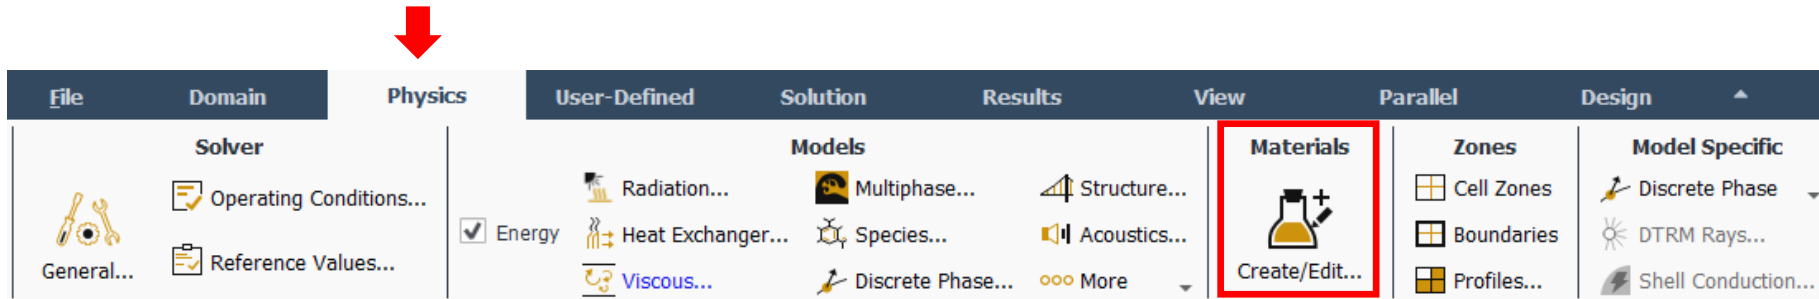 File Domain Physics User-Defined Solution Results View Parallel Design
Solver
General...
Operating Conditions...
Reference Values...
Models
Energy
Radiation...
Heat Exchanger...
Viscous...
Multiphase...
Species...
Discrete Phase...
Structure...
Acoustics...
More
Materials
Create/Edit...
Zones
Cell Zones
Boundaries
Profiles...
Model Specific
Discrete Phase
DTRM Rays...
Shell Conduction...